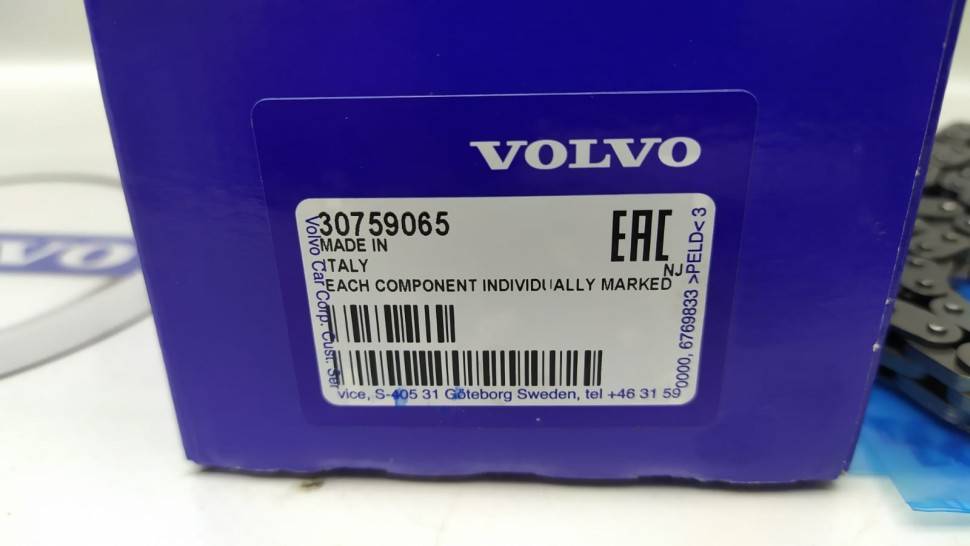 VOLVO
30759065
EAC
MADE IN
ITALY
NJ
EACH COMPONENT INDIVIDUALLY MARKED
Volvo Car Corp. Cust. Ser
vice, S-405 31 Göteborg Sweden, tel +46 31 59
0000, 6769833 >PELD< 3